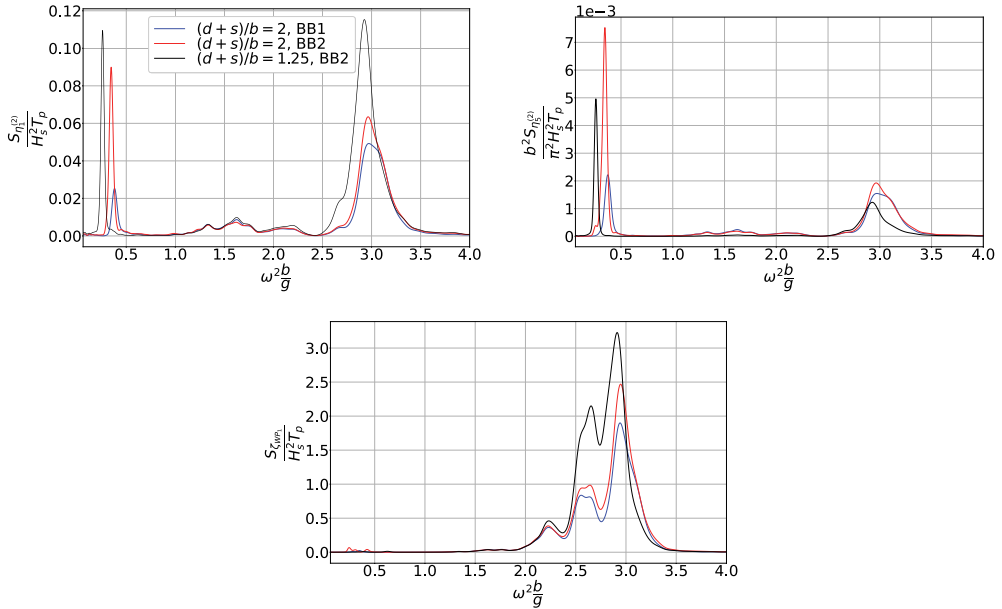 0.12
0.10
0.08
0.06
0.04
0.02
0.00
S_{η_1^{(2)}} / H_s^2 T_p
(d + s)/b = 2, BB1
(d + s)/b = 2, BB2
(d + s)/b = 1.25, BB2
0.5 1.0 1.5 2.0 2.5 3.0 3.5 4.0
ω² b/g
1e−3
7
6
5
4
3
2
1
0
b² S_{η_5^{(2)}} / π² H_s^2 T_p
0.5 1.0 1.5 2.0 2.5 3.0 3.5 4.0
ω² b/g
3.0
2.5
2.0
1.5
1.0
0.5
0.0
S_{ζ_{WP_1}} / H_s^2 T_p
0.5 1.0 1.5 2.0 2.5 3.0 3.5 4.0
ω² b/g